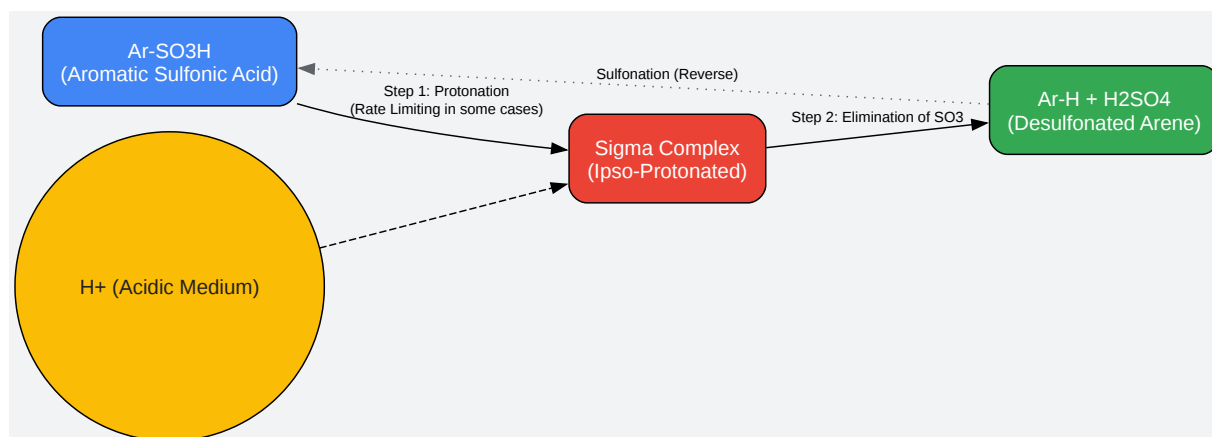 Ar-SO3H
(Aromatic Sulfonic Acid)
Sulfonation (Reverse)
Step 1: Protonation
(Rate Limiting in some cases)
Sigma Complex
(Ipso-Protonated)
Step 2: Elimination of SO3
Ar-H + H2SO4
(Desulfonated Arene)
H+ (Acidic Medium)